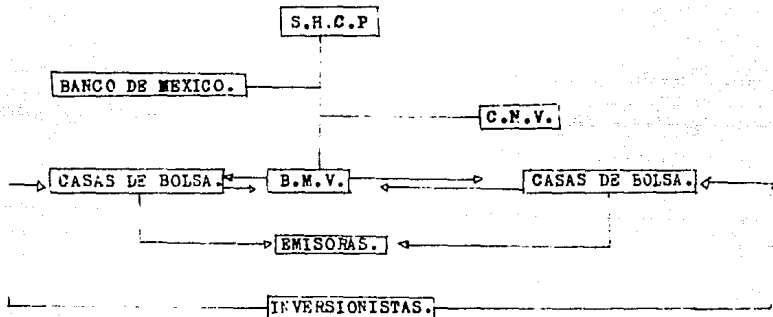 S.H.C.P
BANCO DE MEXICO.
C.N.V.
CASAS DE BOLSA. B.M.V. CASAS DE BOLSA.
EMISORAS.
INVERSIONISTAS.